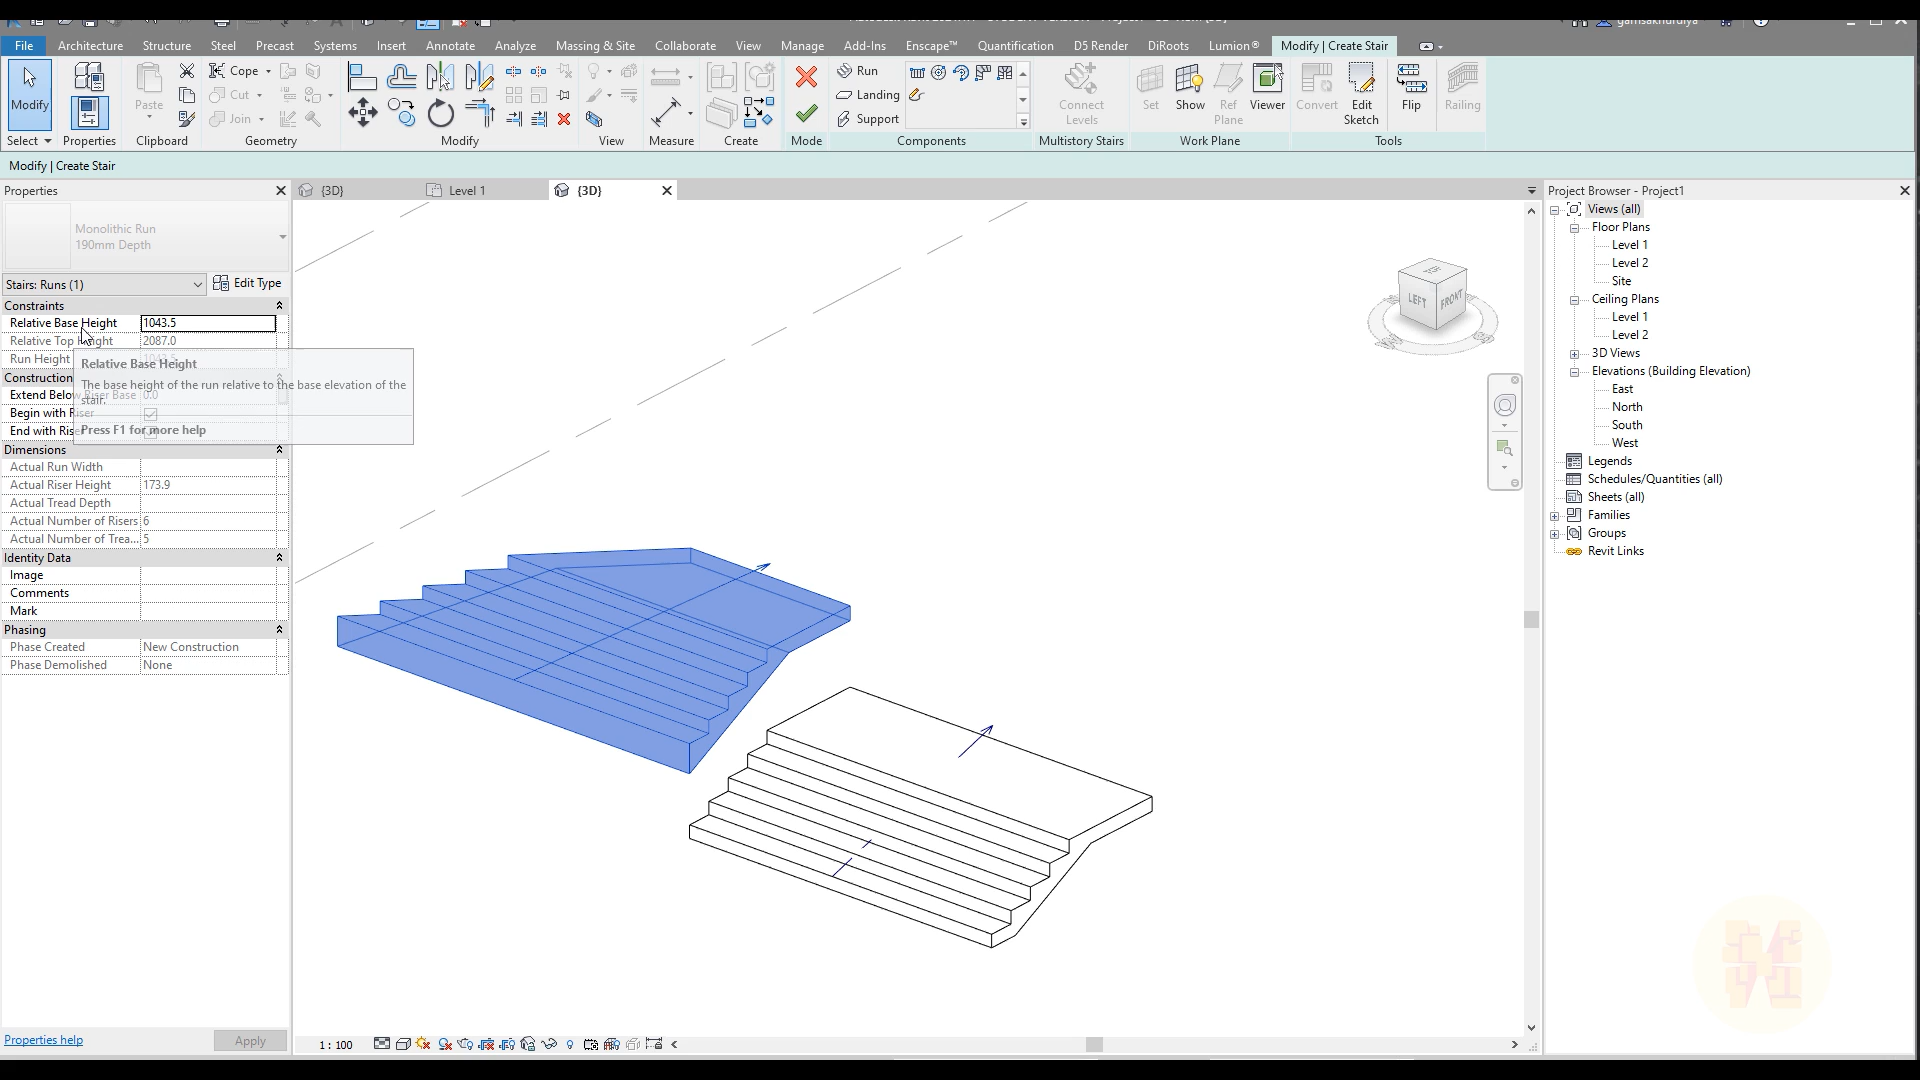 garrisakhurdiya
File Architecture Structure Steel Precast Systems Insert Annotate Analyze Massing & Site Collaborate View Manage Add-Ins Enscape™ Quantification D5 Render DiRoots Lumion® Modify | Create Stair
Modify
Paste
Cope
Cut
Join
Run
Landing
Support
Connect Levels
Set
Show
Ref Plane
Viewer
Convert
Edit Sketch
Flip
Railing
Select Properties Clipboard Geometry Modify View Measure Create Mode Components Multistory Stairs Work Plane Tools
Modify | Create Stair
Properties
{3D} Level 1 {3D}
Monolithic Run
190mm Depth
Stairs: Runs (1) Edit Type
Constraints
Relative Base Height 1043.5
Relative Top Height 2087.0
Run Height 1043.5
Relative Base Height
The base height of the run relative to the base elevation of the stair.
Press F1 for more help
Construction
Extend Below Riser Base 0.0
Begin with Riser
End with Rise
Dimensions
Actual Run Width
Actual Riser Height 173.9
Actual Tread Depth
Actual Number of Risers 6
Actual Number of Trea... 5
Identity Data
Image
Comments
Mark
Phasing
Phase Created New Construction
Phase Demolished None
Properties help Apply
TOP
LEFT
FRONT
1 : 100
Project Browser - Project1
Views (all)
Floor Plans
Level 1
Level 2
Site
Ceiling Plans
Level 1
Level 2
3D Views
Elevations (Building Elevation)
East
North
South
West
Legends
Schedules/Quantities (all)
Sheets (all)
Families
Groups
Revit Links